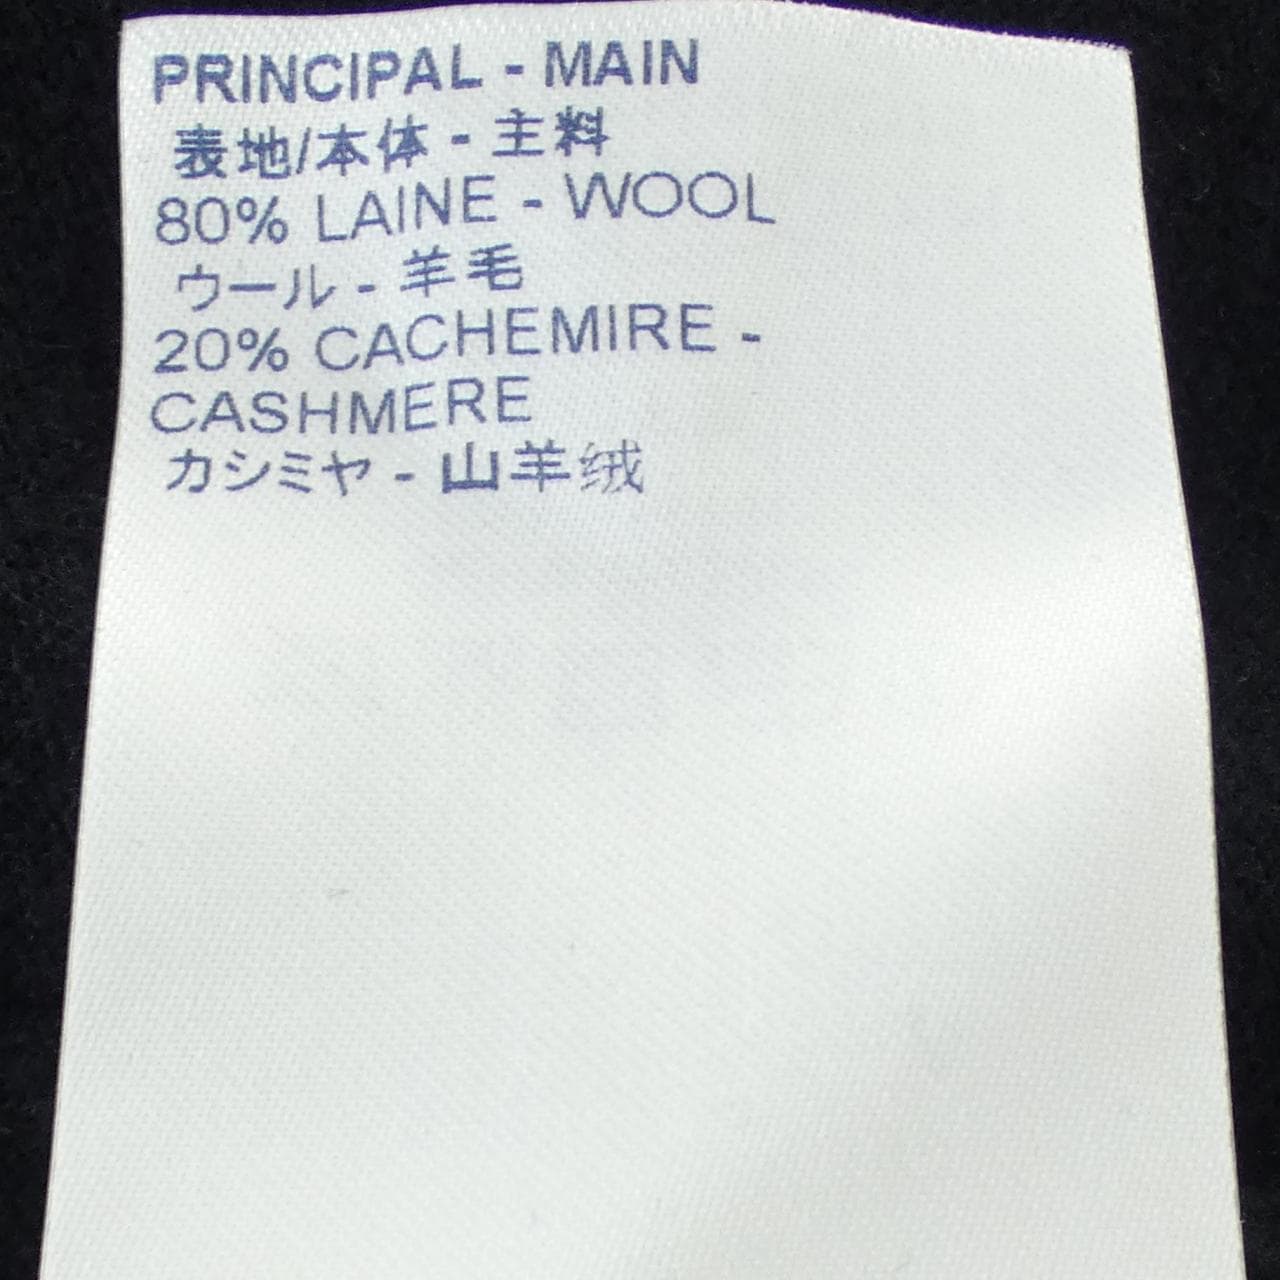 PRINCIPAL - MAIN
表地/本体 - 主料
80% LAINE - WOOL
ウール - 羊毛
20% CACHEMIRE -
CASHMERE
カシミヤ - 山羊绒